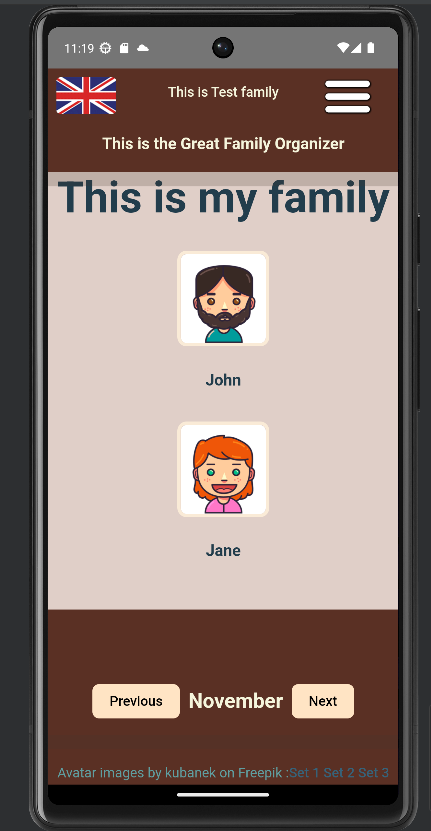 11:19
This is Test family
This is the Great Family Organizer
This is my family
John
Jane
Previous November Next
Avatar images by kubanek on Freepik :Set 1 Set 2 Set 3